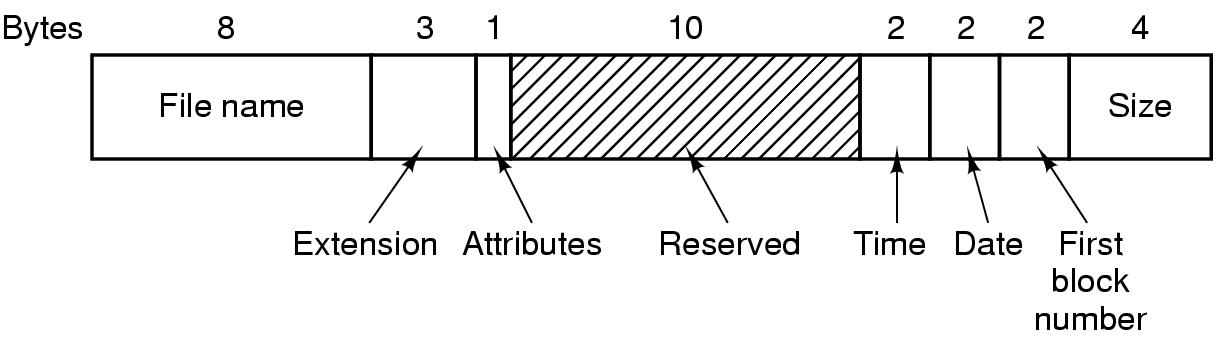 Bytes 8 3 1 10 2 2 2 4
File name Size
Extension Attributes Reserved Time Date First
block
number